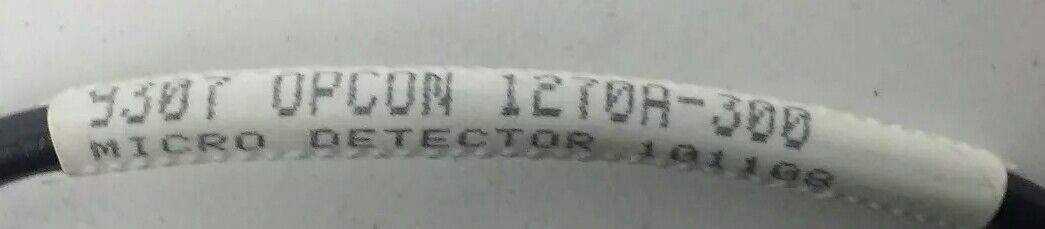 9307 OPCON 1270A-300
MICRO DETECTOR 101108